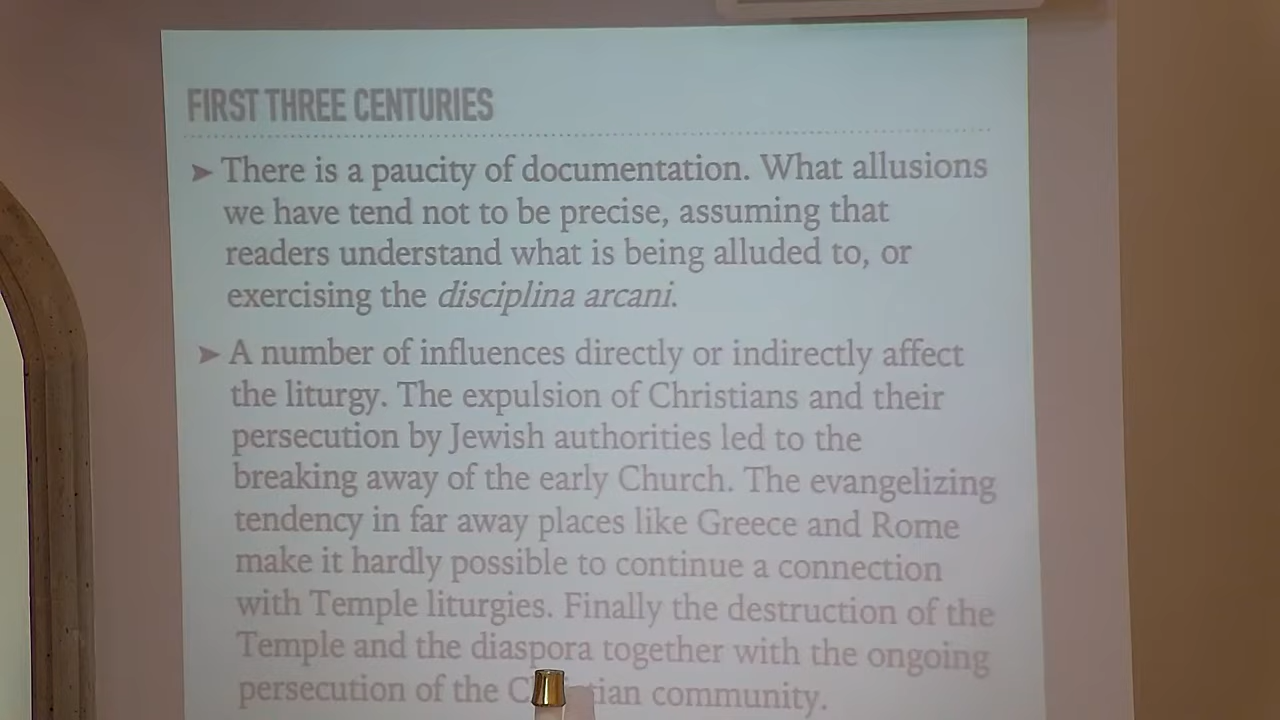 FIRST THREE CENTURIES
➤ There is a paucity of documentation. What allusions
we have tend not to be precise, assuming that
readers understand what is being alluded to, or
exercising the disciplina arcani.
➤ A number of influences directly or indirectly affect
the liturgy. The expulsion of Christians and their
persecution by Jewish authorities led to the
breaking away of the early Church. The evangelizing
tendency in far away places like Greece and Rome
make it hardly possible to continue a connection
with Temple liturgies. Finally the destruction of the
Temple and the diaspora together with the ongoing
persecution of the community.